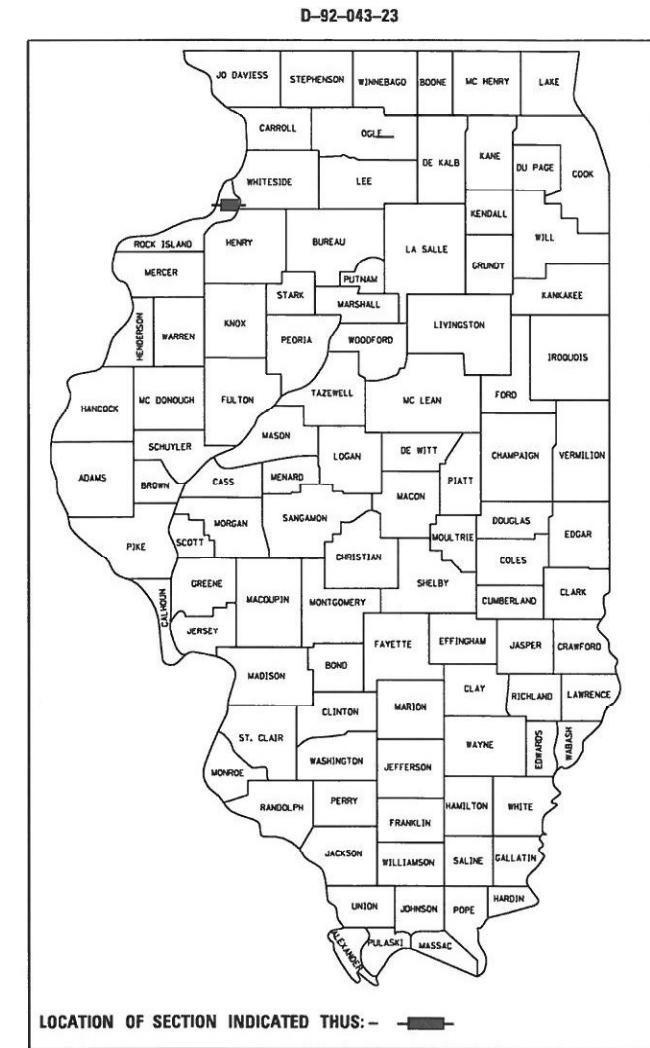 D-92-043-23
JO DAVIESS STEPHENSON WINNEBAGO BOONE MC HENRY LAKE
CARROLL OGLE
DE KALB KANE DU PAGE COOK
WHITESIDE LEE
KENDALL
ROCK ISLAND HENRY BUREAU LA SALLE WILL
MERCER GRUNDY
PUTNAM
STARK MARSHALL KANKAKEE
HENDERSON WARREN KNOX LIVINGSTON
PEORIA WOODFORD IROQUOIS
HANCOCK MC DONOUGH FULTON TAZEWELL MC LEAN FORD
MASON
SCHUYLER LOGAN DE WITT CHAMPAIGN VERMILION
ADAMS BROWN CASS MENARD PIATT
MACON
MORGAN SANGAMON DOUGLAS
PIKE SCOTT CHRISTIAN MOULTRIE EDGAR
COLES
GREENE SHELBY
CALHOUN MACOUPIN MONTGOMERY CUMBERLAND CLARK
JERSEY
FAYETTE EFFINGHAM JASPER CRAWFORD
MADISON BOND
CLAY RICHLAND LAWRENCE
CLINTON MARION
ST. CLAIR WAYNE EDWARDS WABASH
WASHINGTON JEFFERSON
MONROE
RANDOLPH PERRY HAMILTON WHITE
FRANKLIN
JACKSON WILLIAMSON SALINE GALLATIN
UNION JOHNSON POPE HARDIN
ALEXANDER PULASKI MASSAC
LOCATION OF SECTION INDICATED THUS: -